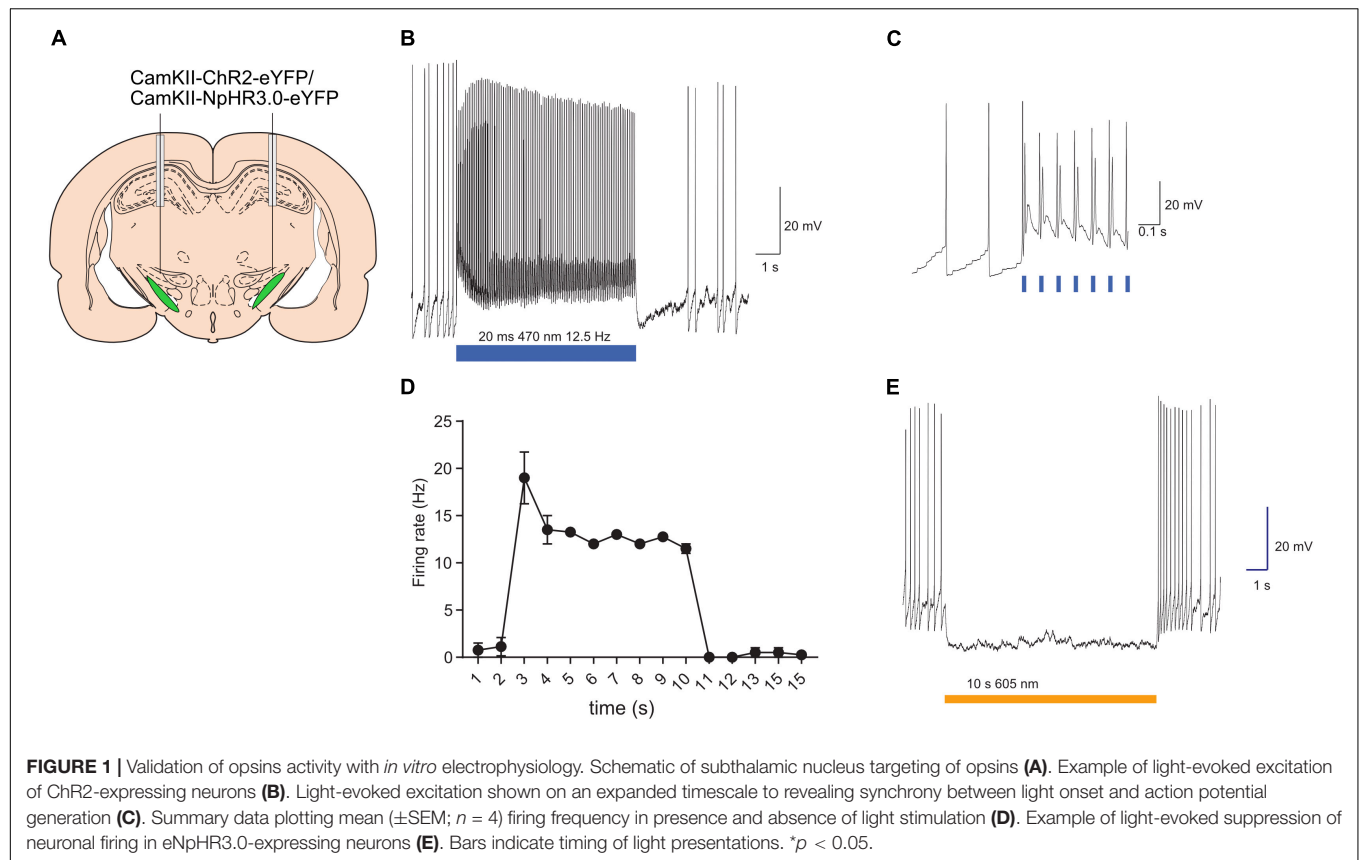 A
CamKII-ChR2-eYFP/
CamKII-NpHR3.0-eYFP
B
20 mV
1 s
20 ms 470 nm 12.5 Hz
C
20 mV
0.1 s
D
25
20
15
10
5
0
Firing rate (Hz)
1 2 3 4 5 6 7 8 9 10 11 12 13 15 15
time (s)
E
20 mV
1 s
10 s 605 nm
FIGURE 1 | Validation of opsins activity with in vitro electrophysiology. Schematic of subthalamic nucleus targeting of opsins (A). Example of light-evoked excitation
of ChR2-expressing neurons (B). Light-evoked excitation shown on an expanded timescale to revealing synchrony between light onset and action potential
generation (C). Summary data plotting mean (±SEM; n = 4) firing frequency in presence and absence of light stimulation (D). Example of light-evoked suppression of
neuronal firing in eNpHR3.0-expressing neurons (E). Bars indicate timing of light presentations. *p < 0.05.